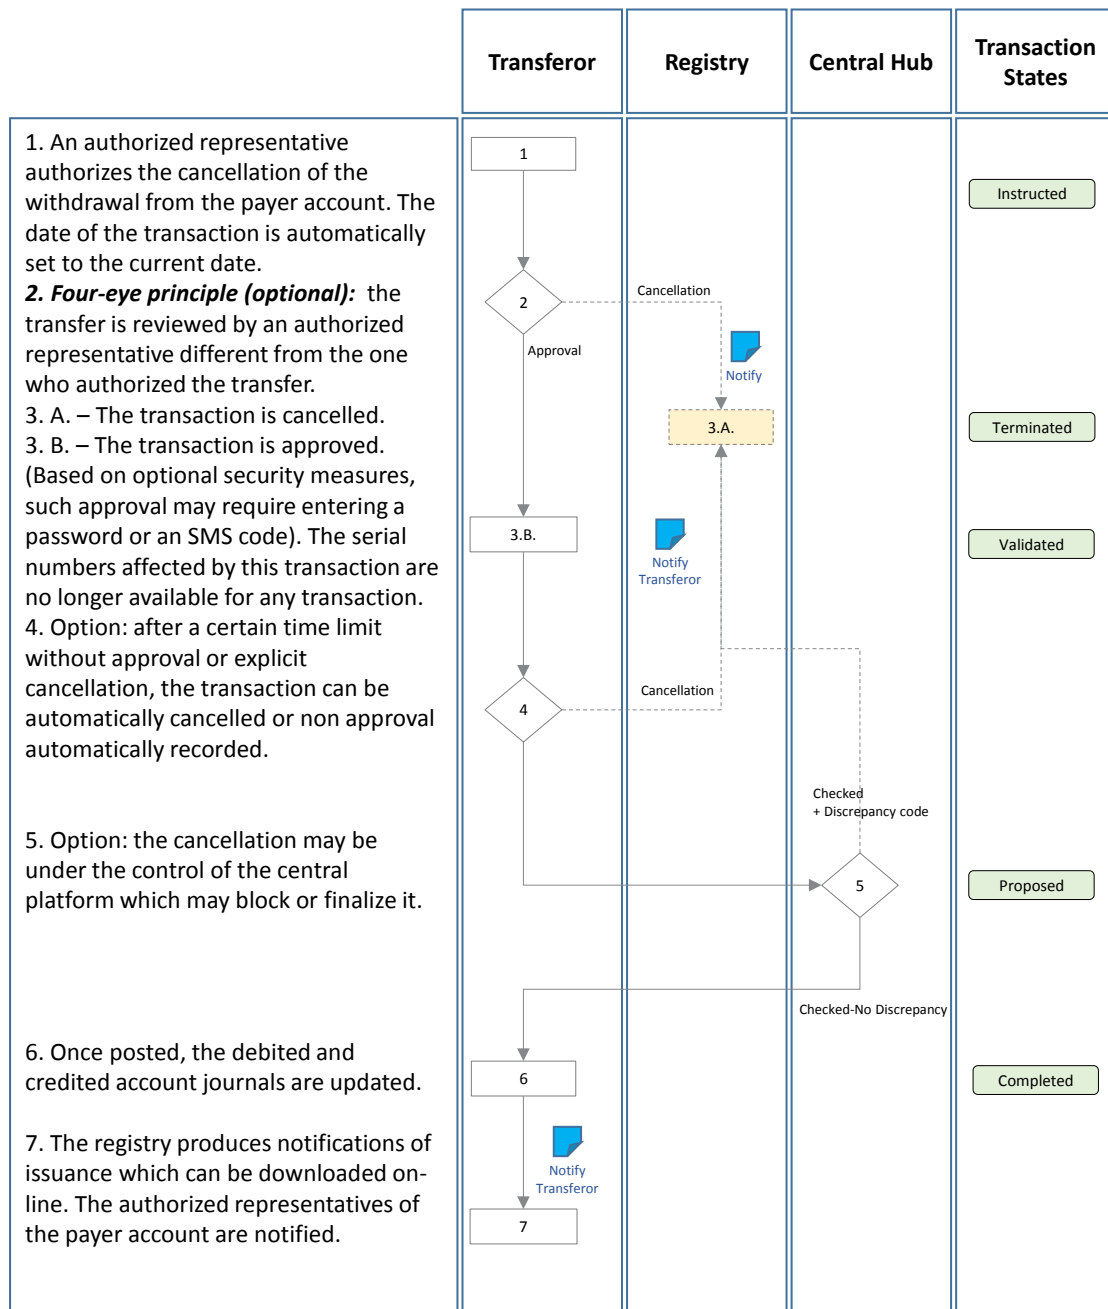 Transferor
Registry
Central Hub
Transaction
States
1. An authorized representative
authorizes the cancellation of the
withdrawal from the payer account. The
date of the transaction is automatically
set to the current date.
2. Four-eye principle (optional): the
transfer is reviewed by an authorized
representative different from the one
who authorized the transfer.
3. A. – The transaction is cancelled.
3. B. – The transaction is approved.
(Based on optional security measures,
such approval may require entering a
password or an SMS code). The serial
numbers affected by this transaction are
no longer available for any transaction.
4. Option: after a certain time limit
without approval or explicit
cancellation, the transaction can be
automatically cancelled or non approval
automatically recorded.
5. Option: the cancellation may be
under the control of the central
platform which may block or finalize it.
6. Once posted, the debited and
credited account journals are updated.
7. The registry produces notifications of
issuance which can be downloaded on-
line. The authorized representatives of
the payer account are notified.
1
Instructed
2
Cancellation
Approval
Notify
3.A.
Terminated
3.B.
Notify
Transferor
Validated
4
Cancellation
Checked
+ Discrepancy code
5
Proposed
Checked-No Discrepancy
6
Completed
Notify
Transferor
7